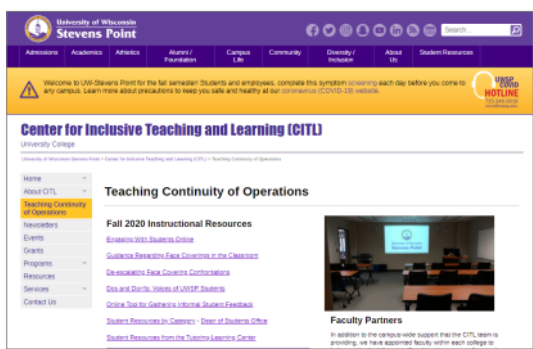 University of Wisconsin
Stevens Point
Search...
Admissions Academics Athletics Alumni / Foundation Campus Life Community Diversity / Inclusion About Us Student Resources
Welcome to UW-Stevens Point for the fall semester! Students and employees, complete this symptom screening each day before you come to
any campus. Learn more about precautions to keep you safe and healthy at our coronavirus (COVID-19) website.
UWSP
COVID
HOTLINE
Center for Inclusive Teaching and Learning (CITL)
University College
University of Wisconsin-Stevens Point > Center for Inclusive Teaching and Learning (CITL) > Teaching Continuity of Operations
Home
About CITL
Teaching Continuity
of Operations
Newsletters
Events
Grants
Programs
Resources
Services
Contact Us
Teaching Continuity of Operations
Fall 2020 Instructional Resources
Engaging With Students Online
Guidance Regarding Face Coverings in the Classroom
De-escalating Face Covering Confrontations
Dos and Don'ts: Voices of UWSP Students
Online Tool for Gathering Informal Student Feedback
Student Resources by Category - Dean of Students Office
Student Resources from the Tutoring-Learning Center
Faculty Partners
In addition to the campus-wide support that the CITL team is
providing, we have appointed faculty within each college to